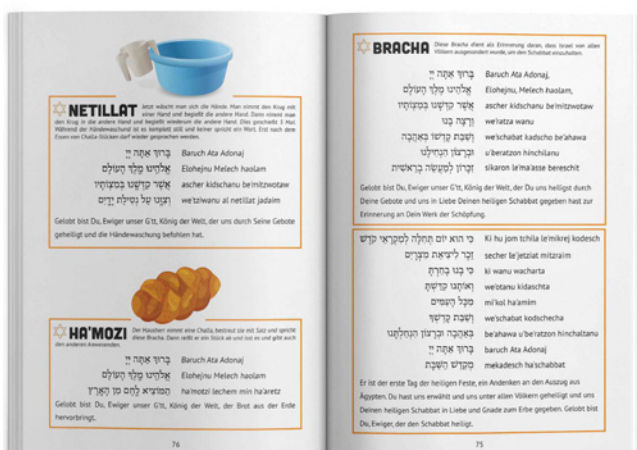 BRACHA Diese Bracha dient als Erinnerung daran, dass Israel von allen
Völkern ausgesondert wurde, um den Schabbat einzuhalten.
בָּרוּךְ אַתָּה יְיָ Baruch Ata Adonaj,
אֱלֹהֵינוּ מֶלֶךְ הָעוֹלָם Elohejnu, Melech haolam,
אֲשֶׁר קִדְּשָׁנוּ בְּמִצְוֹתָיו ascher kidschanu be'mitzwotaw
וְרָצָה בָנוּ we'ratza wanu
וְשַׁבַּת קָדְשׁוֹ בְּאַהֲבָה we'schabat kadscho be'ahawa
וּבְרָצוֹן הִנְחִילָנוּ u'beratzon hinchilanu
זִכָּרוֹן לְמַעֲשֵׂה בְרֵאשִׁית sikaron le'ma'asse bereschit
Gelobt bist Du, Ewiger unser G'tt, König der Welt, der Du uns heiligst durch
Deine Gebote und uns in Liebe Deinen heiligen Schabbat gegeben hast zur
Erinnerung an Dein Werk der Schöpfung.
כִּי הוּא יוֹם תְּחִלָּה לְמִקְרָאֵי קֹדֶשׁ Ki hu jom tchila le'mikrej kodesch
זֵכֶר לִיצִיאַת מִצְרָיִם secher le'jetziat mitzraim
כִּי בָנוּ בָחַרְתָּ ki wanu wacharta
וְאוֹתָנוּ קִדַּשְׁתָּ we'otanu kidaschta
מִכָּל הָעַמִּים mi'kol ha'amim
וְשַׁבַּת קָדְשְׁךָ we'schabat kodschecha
בְּאַהֲבָה וּבְרָצוֹן הִנְחַלְתָּנוּ be'ahawa u'be'ratzon hinchaltanu
בָּרוּךְ אַתָּה יְיָ baruch Ata Adonaj
מְקַדֵּשׁ הַשַּׁבָּת mekadesch ha'schabbat
Er ist der erste Tag der heiligen Feste, ein Andenken an den Auszug aus
Ägypten. Du hast uns erwählt und uns unter allen Völkern geheiligt und uns
Deinen heiligen Schabbat in Liebe und Gnade zum Erbe gegeben. Gelobt bist
Du, Ewiger, der den Schabbat heiligt.
75
NETILLAT Jetzt wäscht man sich die Hände. Man nimmt den Krug mit
einer Hand und begießt die andere Hand. Dann nimmt man
den Krug in die andere Hand und begießt wiederum die andere Hand. Dies geschieht 3 Mal.
Während der Händewaschung ist es komplett still und keiner spricht ein Wort. Erst nach dem
Essen von Challa-Stücken darf wieder gesprochen werden.
בָּרוּךְ אַתָּה יְיָ Baruch Ata Adonaj
אֱלֹהֵינוּ מֶלֶךְ הָעוֹלָם Elohejnu Melech haolam
אֲשֶׁר קִדְּשָׁנוּ בְּמִצְוֹתָיו ascher kidschanu be'mitzwotaw
וְצִוָּנוּ עַל נְטִילַת יָדַיִם we'tziwanu al netillat jadaim
Gelobt bist Du, Ewiger unser G'tt, König der Welt, der uns durch Seine Gebote
geheiligt und die Händewaschung befohlen hat.
HA'MOZI Der Hausherr nimmt eine Challa, bestreut sie mit Salz und spricht
diese Bracha. Dann reißt er ein Stück ab und isst es und gibt auch
den anderen Anwesenden.
בָּרוּךְ אַתָּה יְיָ Baruch Ata Adonaj
אֱלֹהֵינוּ מֶלֶךְ הָעוֹלָם Elohejnu Melech haolam
הַמּוֹצִיא לֶחֶם מִן הָאָרֶץ ha'motzi lechem min ha'aretz
Gelobt bist Du, Ewiger unser G'tt, König der Welt, der Brot aus der Erde
hervorbringt.
76